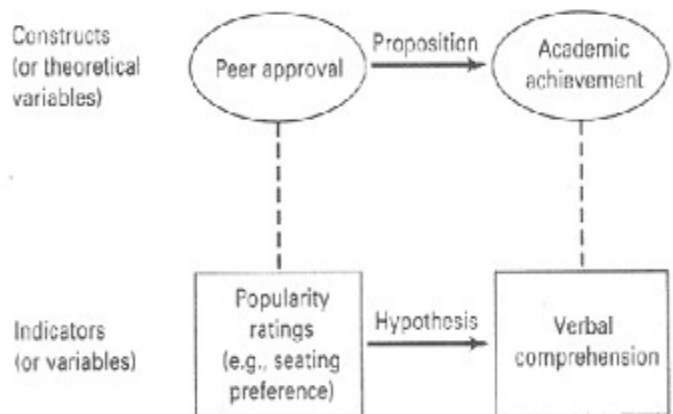 Constructs
(or theoretical
variables)
Peer approval
Proposition
Academic
achievement
Indicators
(or variables)
Popularity
ratings
(e.g., seating
preference)
Hypothesis
Verbal
comprehension